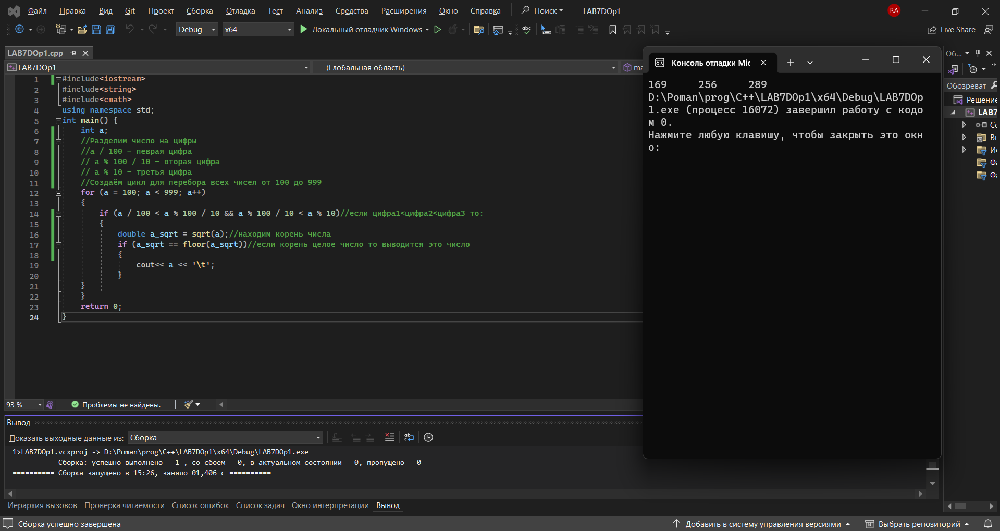 Файл Правка Вид Git Проект Сборка Отладка Тест Анализ Средства Расширения Окно Справка Поиск LAB7DOp1 RA
Debug x64 Локальный отладчик Windows Live Share
LAB7DOp1.cpp
LAB7DOp1 (Глобальная область) ma
1 #include<iostream>
2 #include<string>
3 #include<cmath>
4 using namespace std;
5 int main() {
6 int a;
7 //Разделим число на цифры
8 //a / 100 - певрая цифра
9 // a % 100 / 10 - вторая цифра
10 // a % 10 - третья цифра
11 //Создаём цикл для перебора всех чисел от 100 до 999
12 for (a = 100; a < 999; a++)
13 {
14 if (a / 100 < a % 100 / 10 && a % 100 / 10 < a % 10)//если цифра1<цифра2<цифра3 то:
15 {
16 double a_sqrt = sqrt(a);//находим корень числа
17 if (a_sqrt == floor(a_sqrt))//если корень целое число то выводится это число
18 {
19 cout<< a << '\t';
20 }
21 }
22 }
23 return 0;
24 }
Консоль отладки Mic
169 256 289
D:\Poman\prog\C++\LAB7DOp1\x64\Debug\LAB7DOp
1.exe (процесс 16072) завершил работу с кодо
м 0.
Нажмите любую клавишу, чтобы закрыть это окн
о:
Об...
Обозреват
Решение
LAB7
Сс
Вн
Ис
Фа
Фа
93 % Проблемы не найдены.
Вывод
Показать выходные данные из: Сборка
1>LAB7DOp1.vcxproj -> D:\Poman\prog\C++\LAB7DOp1\x64\Debug\LAB7DOp1.exe
========== Сборка: успешно выполнено — 1 , со сбоем — 0, в актуальном состоянии — 0, пропущено — 0 ==========
========== Сборка запущено в 15:26, заняло 01,406 с ==========
Иерархия вызовов Проверка читаемости Список ошибок Список задач Окно интерпретации Вывод
Сборка успешно завершена Добавить в систему управления версиями Выбрать репозиторий